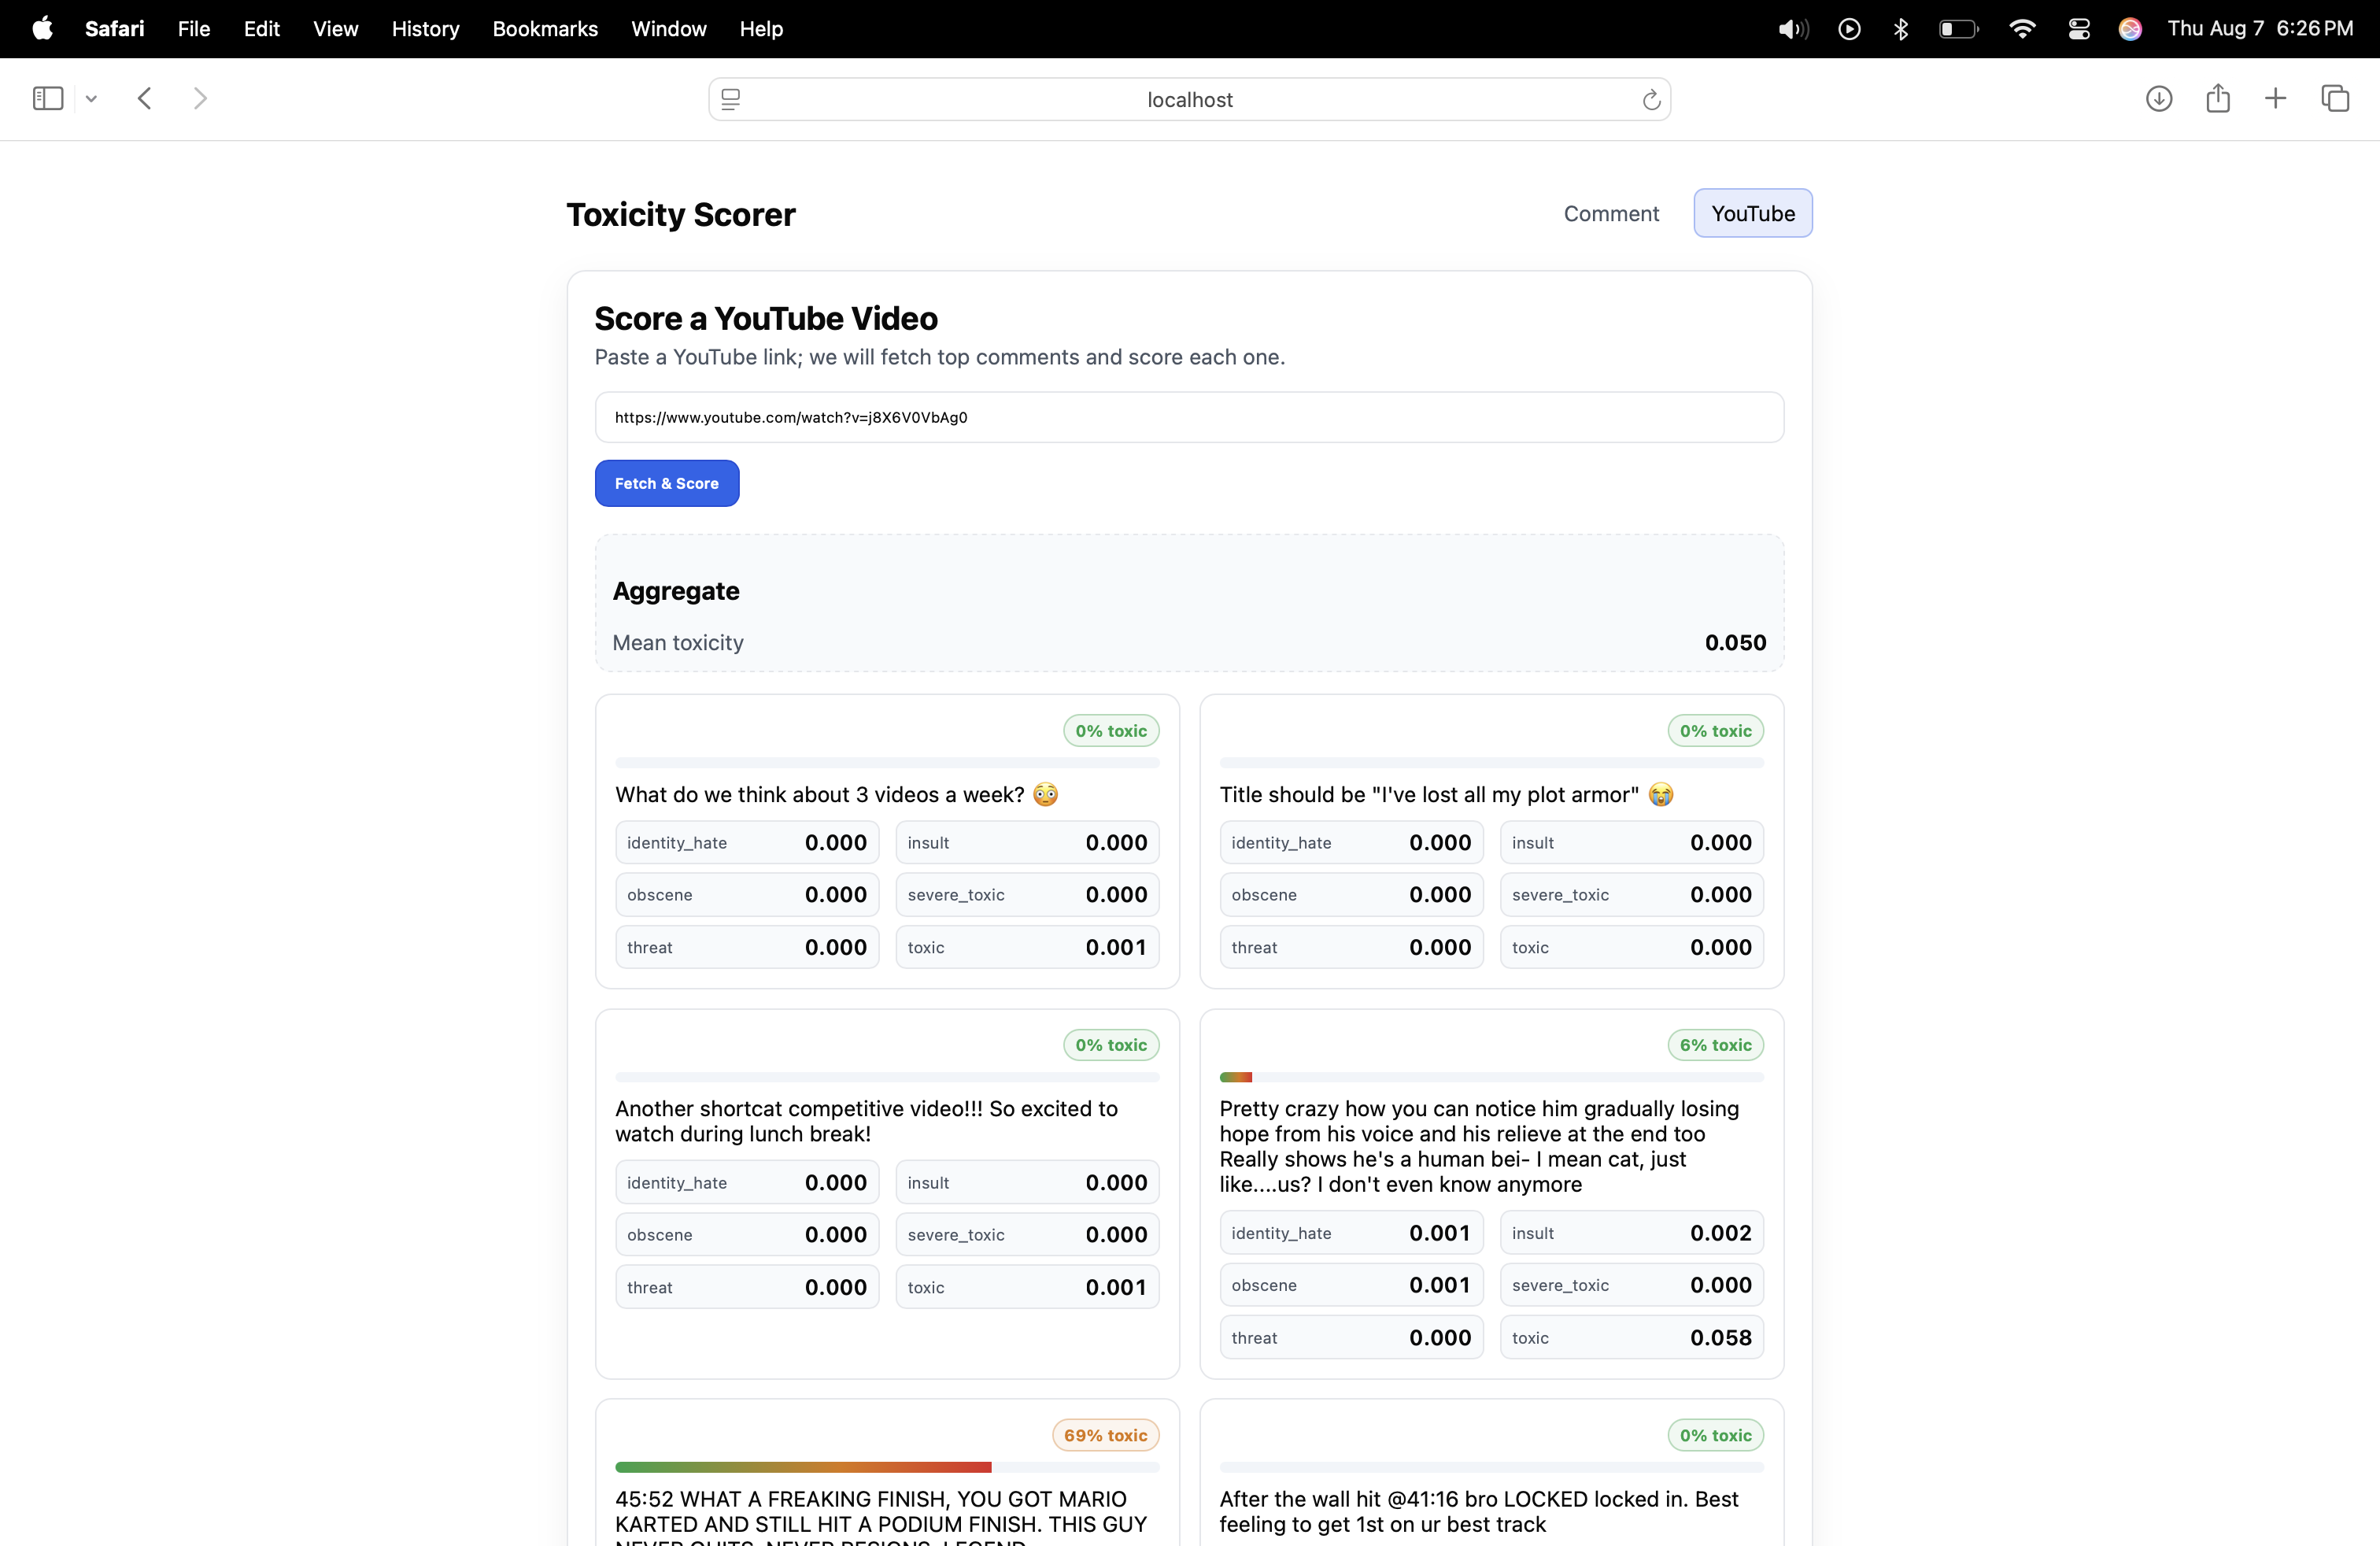 Safari File Edit View History Bookmarks Window Help Thu Aug 7 6:26 PM
localhost
Toxicity Scorer
Comment YouTube
Score a YouTube Video
Paste a YouTube link; we will fetch top comments and score each one.
https://www.youtube.com/watch?v=j8X6V0VbAg0
Fetch & Score
Aggregate
Mean toxicity 0.050
0% toxic
What do we think about 3 videos a week? 😳
identity_hate 0.000 insult 0.000
obscene 0.000 severe_toxic 0.000
threat 0.000 toxic 0.001
0% toxic
Title should be "I've lost all my plot armor" 😭
identity_hate 0.000 insult 0.000
obscene 0.000 severe_toxic 0.000
threat 0.000 toxic 0.000
0% toxic
Another shortcat competitive video!!! So excited to
watch during lunch break!
identity_hate 0.000 insult 0.000
obscene 0.000 severe_toxic 0.000
threat 0.000 toxic 0.001
6% toxic
Pretty crazy how you can notice him gradually losing
hope from his voice and his relieve at the end too
Really shows he's a human bei- I mean cat, just
like....us? I don't even know anymore
identity_hate 0.001 insult 0.002
obscene 0.001 severe_toxic 0.000
threat 0.000 toxic 0.058
69% toxic
45:52 WHAT A FREAKING FINISH, YOU GOT MARIO
KARTED AND STILL HIT A PODIUM FINISH. THIS GUY
NEVER QUITS, NEVER RESIGNS. LEGEND
0% toxic
After the wall hit @41:16 bro LOCKED locked in. Best
feeling to get 1st on ur best track